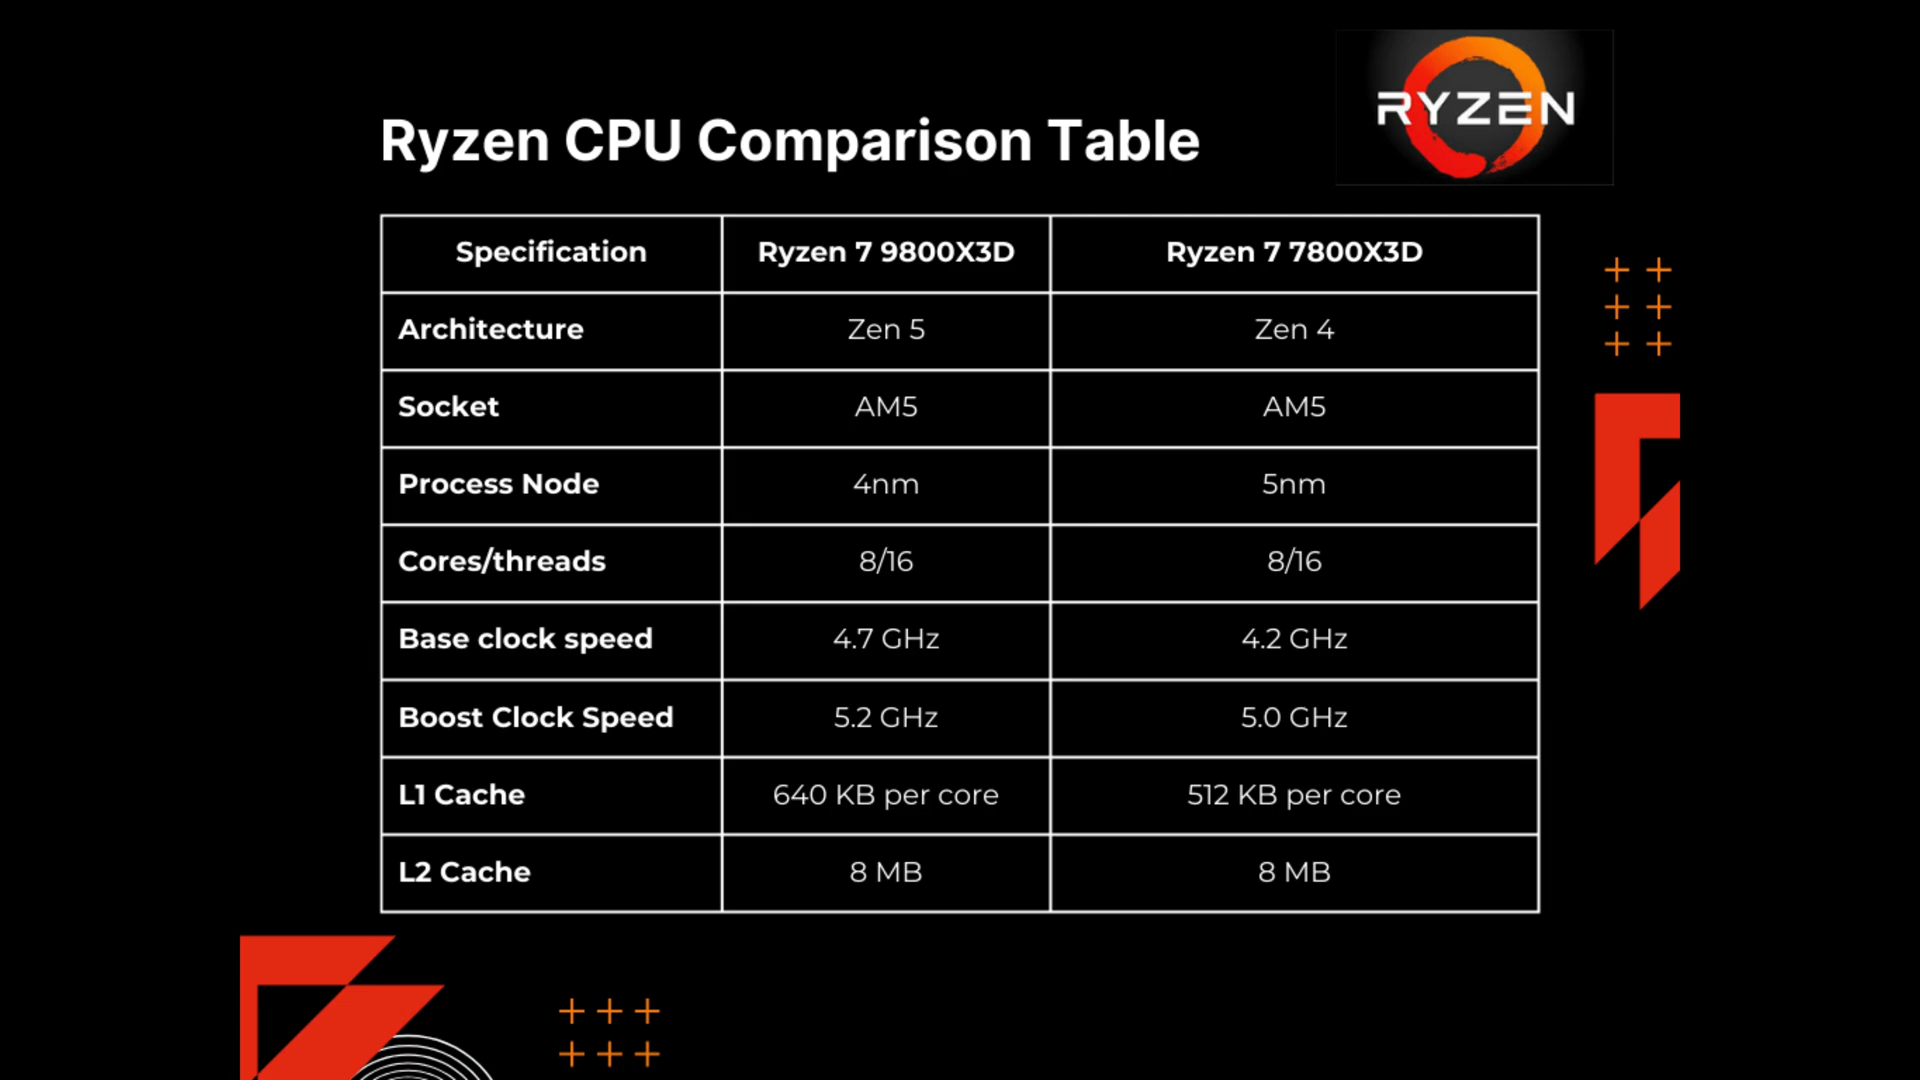 RYZEN
Ryzen CPU Comparison Table
Specification Ryzen 7 9800X3D Ryzen 7 7800X3D
Architecture Zen 5 Zen 4
Socket AM5 AM5
Process Node 4nm 5nm
Cores/threads 8/16 8/16
Base clock speed 4.7 GHz 4.2 GHz
Boost Clock Speed 5.2 GHz 5.0 GHz
L1 Cache 640 KB per core 512 KB per core
L2 Cache 8 MB 8 MB